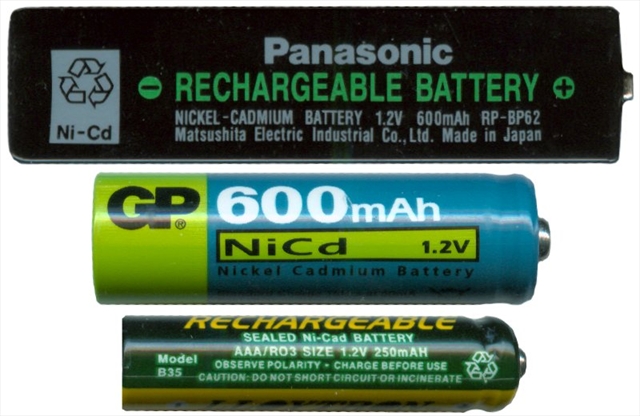 Panasonic
Ni-Cd
RECHARGEABLE BATTERY
NICKEL-CADMIUM BATTERY 1.2V 600mAh RP-BP62
Matsushita Electric Industrial Co.,Ltd. Made in Japan
GP®
600mAh
NiCd 1.2V
Nickel Cadmium Battery
RECHARGEABLE
SEALED Ni-Cad BATTERY
AAA/RO3 SIZE 1.2V 250mAH
Model
B35
OBSERVE POLARITY - CHARGE BEFORE USE
CAUTION: DO NOT SHORT CIRCUIT OR INCINERATE